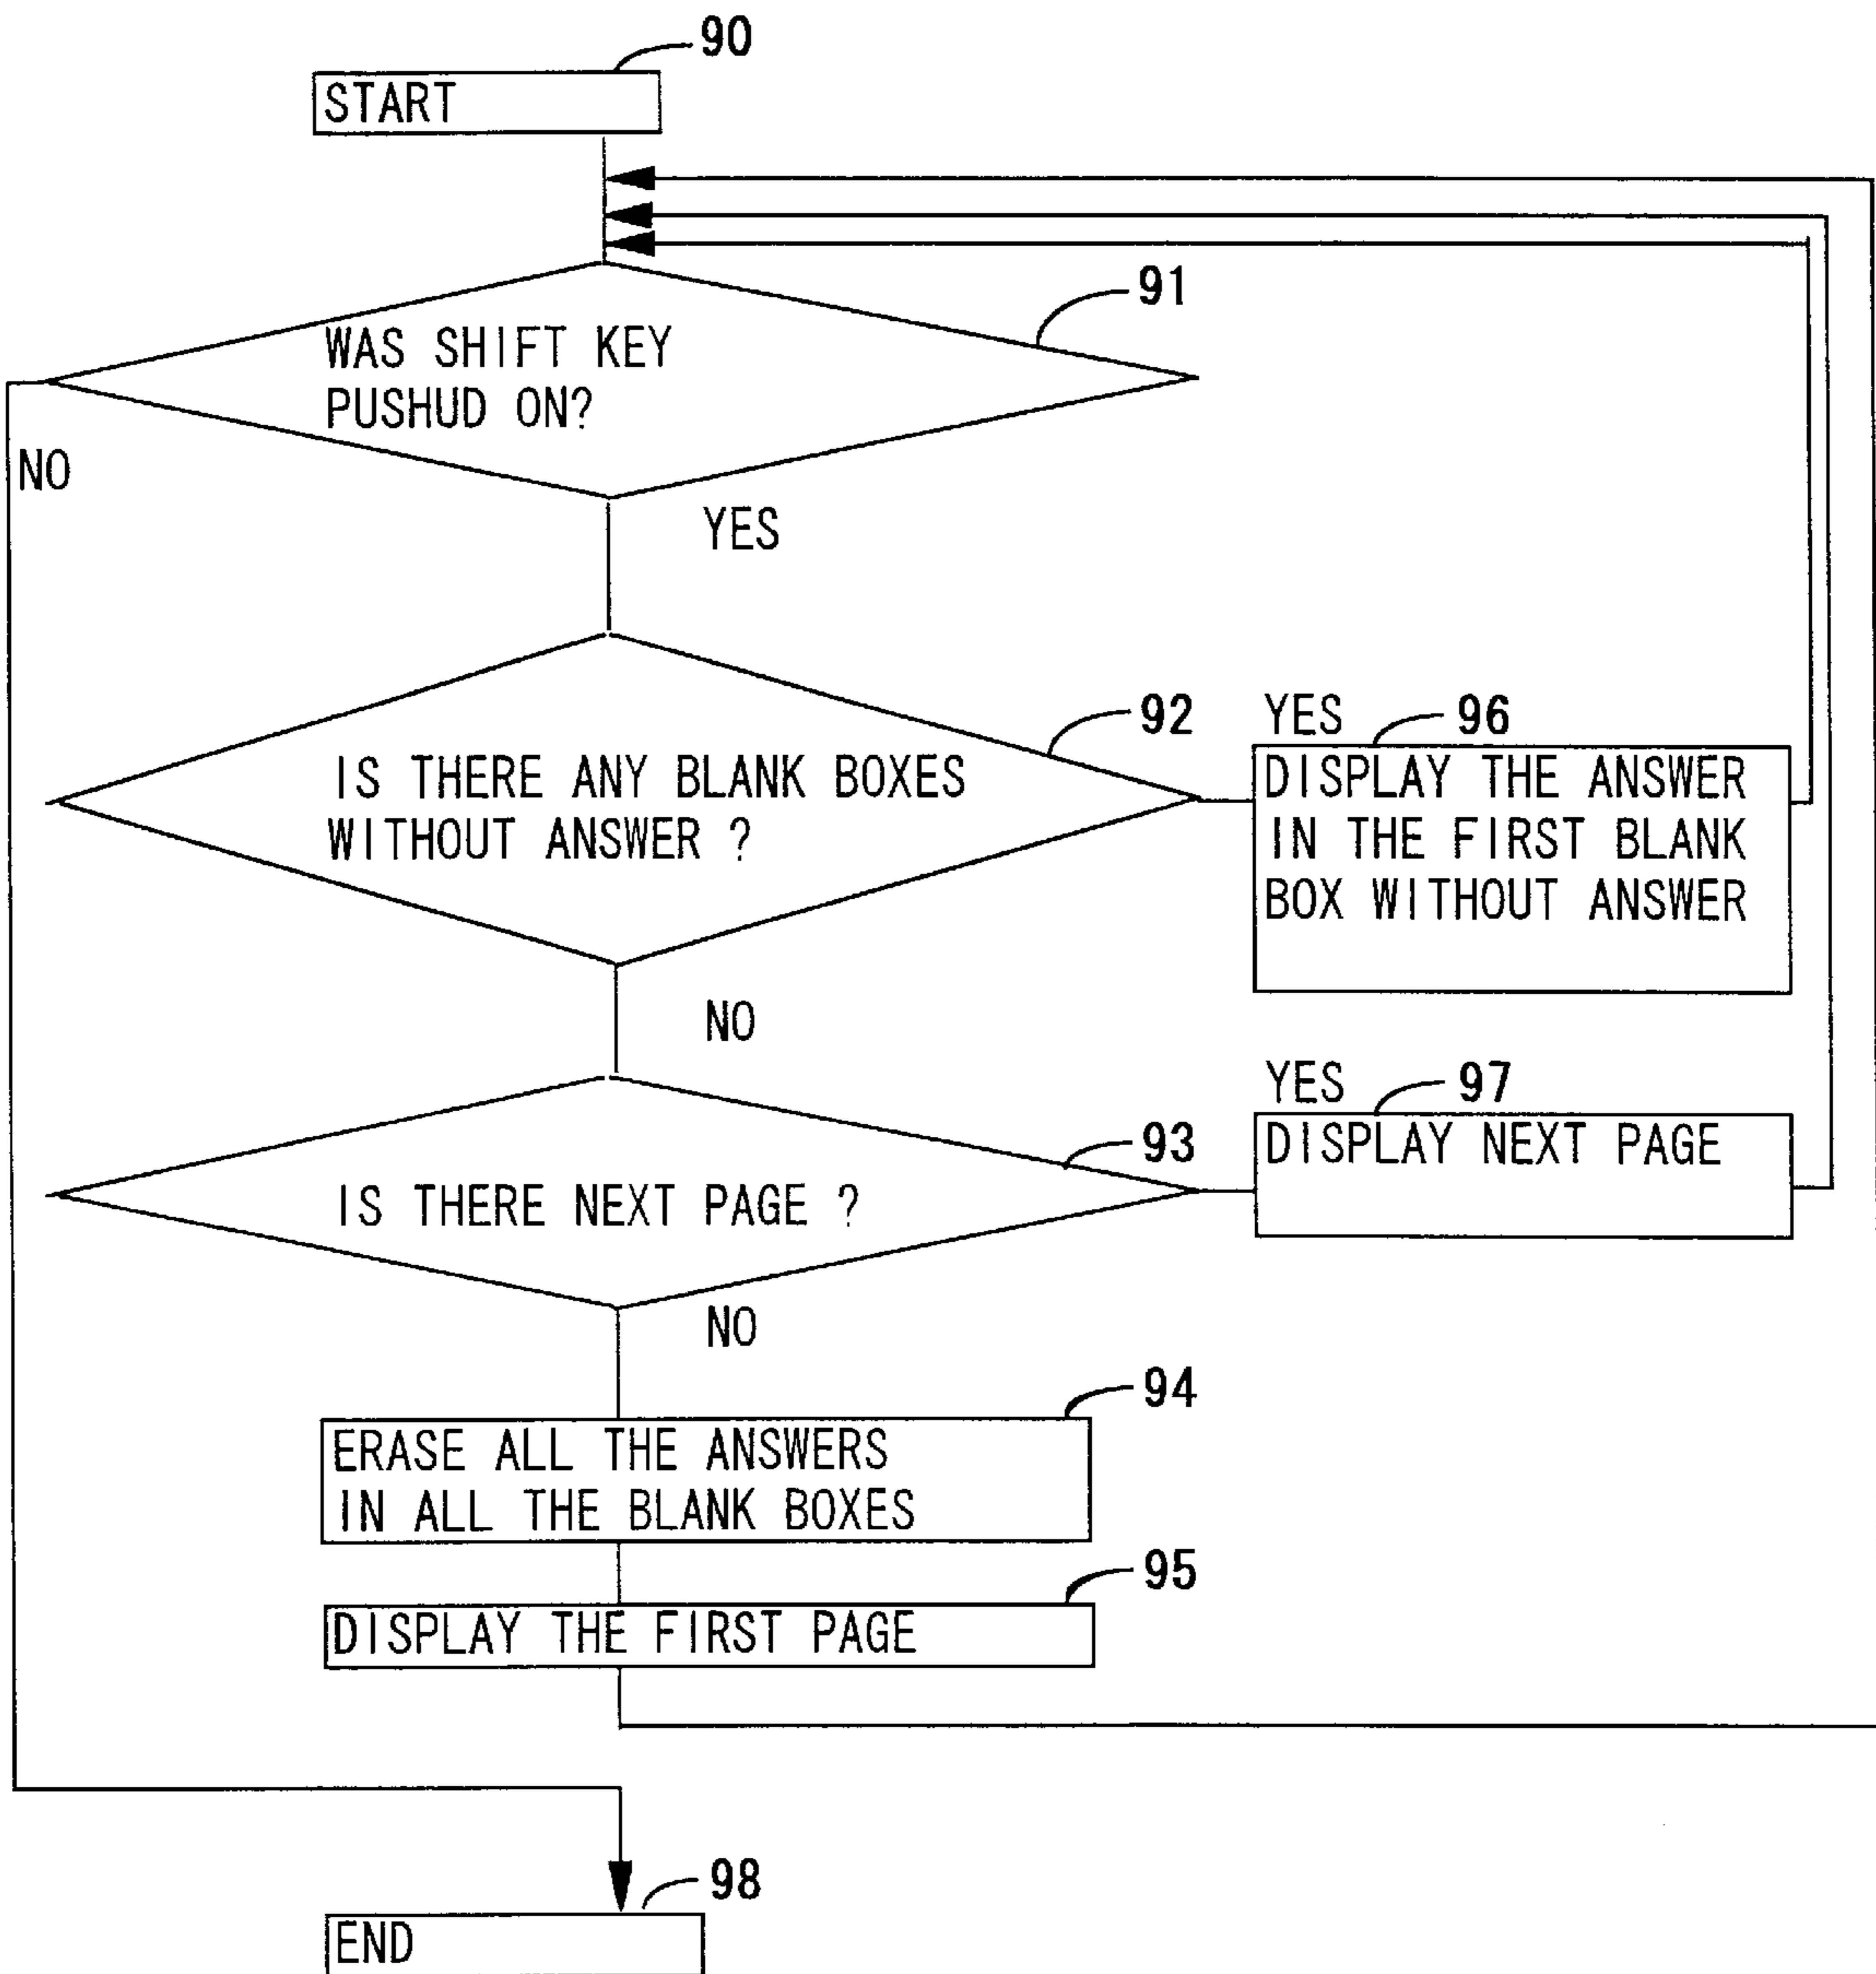 90
START
91
WAS SHIFT KEY
PUSHUD ON?
NO
YES
92
IS THERE ANY BLANK BOXES
WITHOUT ANSWER ?
YES
96
DISPLAY THE ANSWER
IN THE FIRST BLANK
BOX WITHOUT ANSWER
NO
93
IS THERE NEXT PAGE ?
YES
97
DISPLAY NEXT PAGE
NO
94
ERASE ALL THE ANSWERS
IN ALL THE BLANK BOXES
95
DISPLAY THE FIRST PAGE
98
END